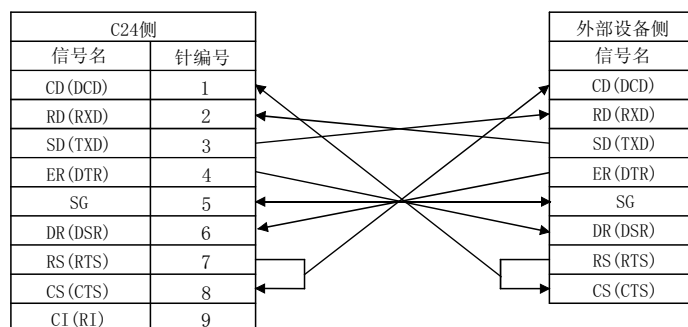 C24侧 外部设备侧
信号名 针编号 信号名
CD(DCD) 1 CD(DCD)
RD(RXD) 2 RD(RXD)
SD(TXD) 3 SD(TXD)
ER(DTR) 4 ER(DTR)
SG 5 SG
DR(DSR) 6 DR(DSR)
RS(RTS) 7 RS(RTS)
CS(CTS) 8 CS(CTS)
CI(RI) 9